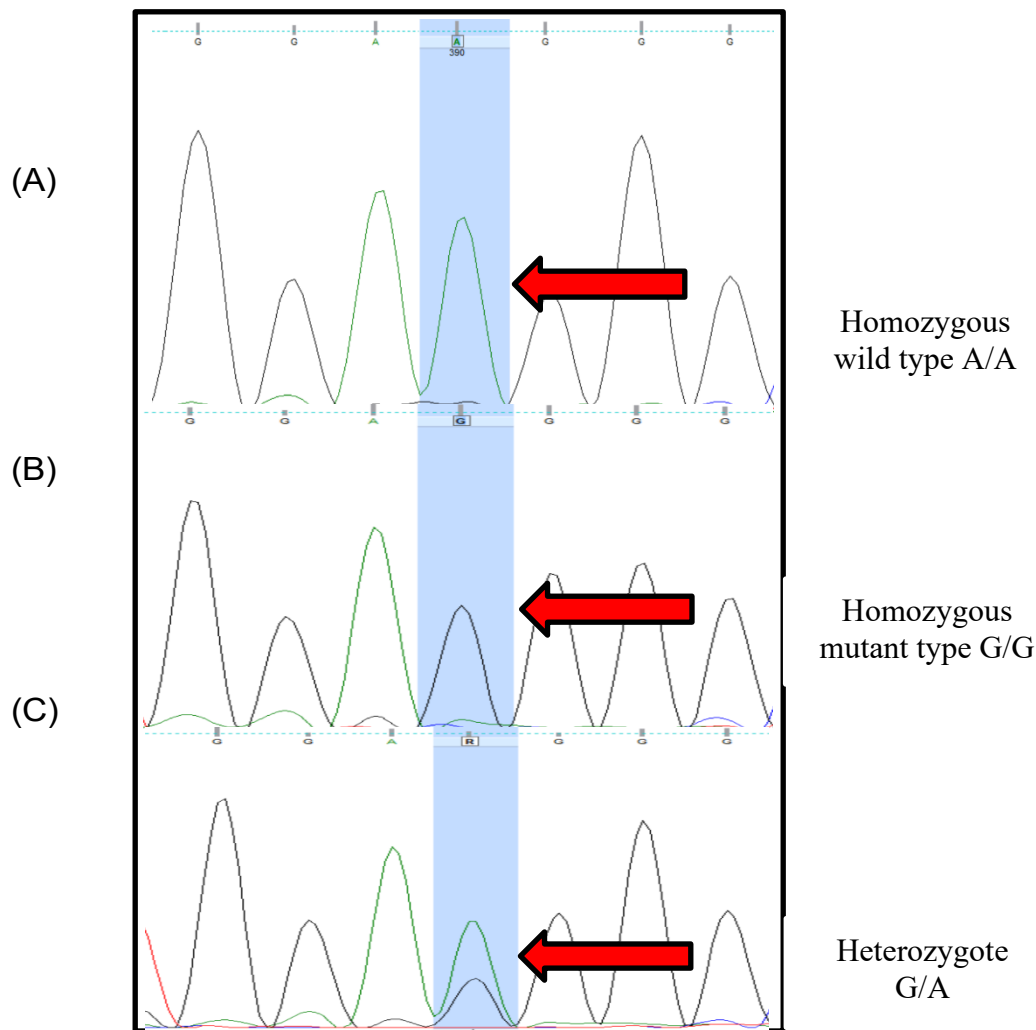 G G A A G G G
390
(A)
Homozygous
wild type A/A
G G A G G G G
(B)
Homozygous
mutant type G/G
(C)
G G A R G G G
Heterozygote
G/A